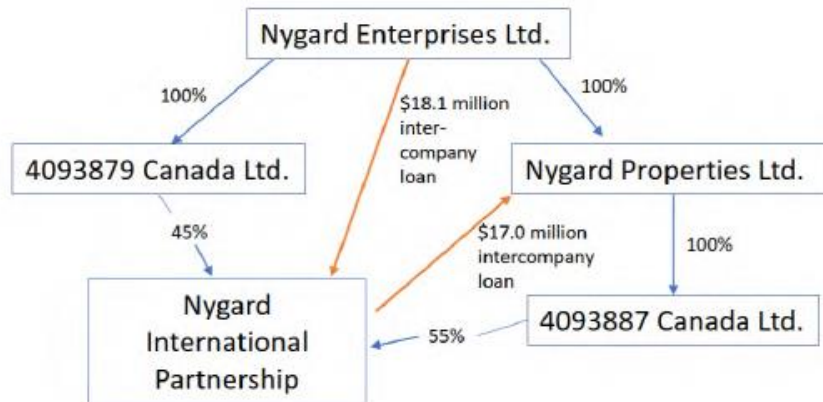 Nygard Enterprises Ltd.
100%
$18.1 million
inter-
company
loan
100%
4093879 Canada Ltd.
Nygard Properties Ltd.
45%
$17.0 million
intercompany
loan
100%
Nygard
International
Partnership
55%
4093887 Canada Ltd.